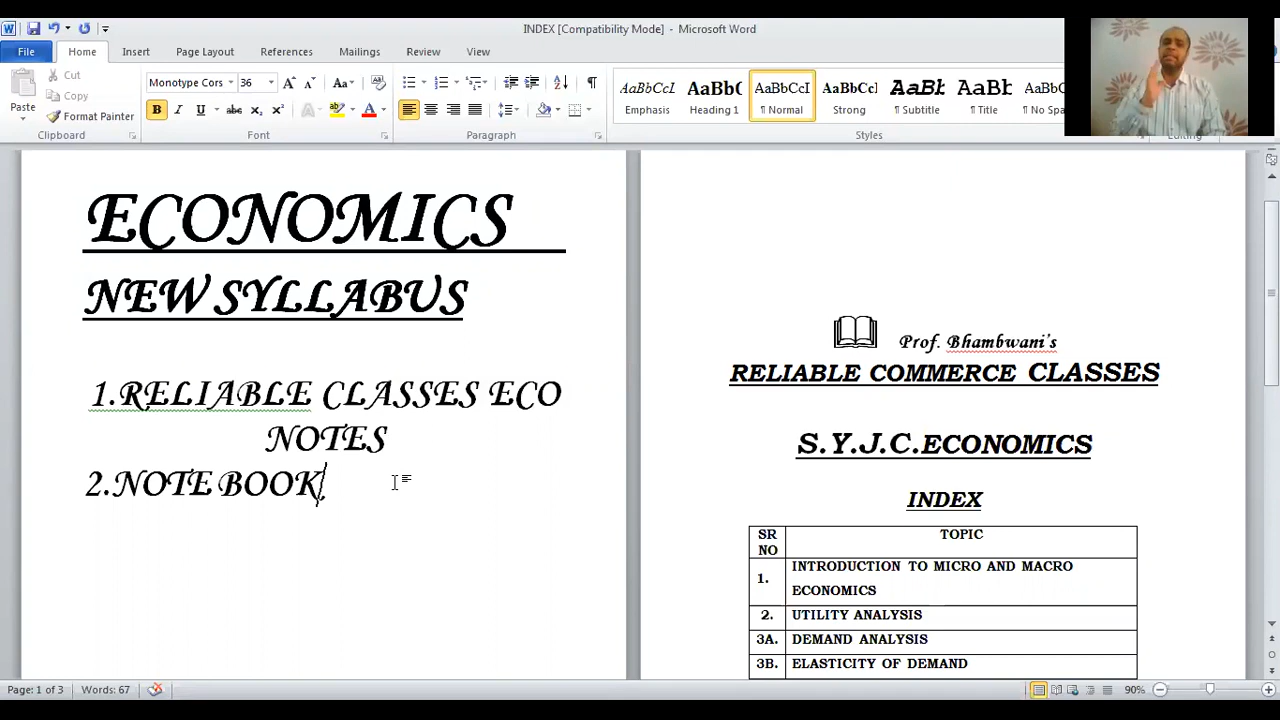 INDEX [Compatibility Mode] - Microsoft Word
File Home Insert Page Layout References Mailings Review View
Paste
Cut
Copy
Format Painter
Clipboard
Monotype Cors 36
Font
Paragraph
AaBbCcI AaBbC AaBbCcI AaBbCcI AaBb AaBbC AaBbCc
Emphasis Heading 1 ¶ Normal Strong ¶ Subtitle ¶ Title ¶ No Sp
Styles
Editing
ECONOMICS
NEW SYLLABUS
1.RELIABLE CLASSES ECO
NOTES
2.NOTE BOOK.
Prof. Bhambwani's
RELIABLE COMMERCE CLASSES
S.Y.J.C.ECONOMICS
INDEX
SR NO TOPIC
1. INTRODUCTION TO MICRO AND MACRO
ECONOMICS
2. UTILITY ANALYSIS
3A. DEMAND ANALYSIS
3B. ELASTICITY OF DEMAND
Page: 1 of 3 Words: 67 90%